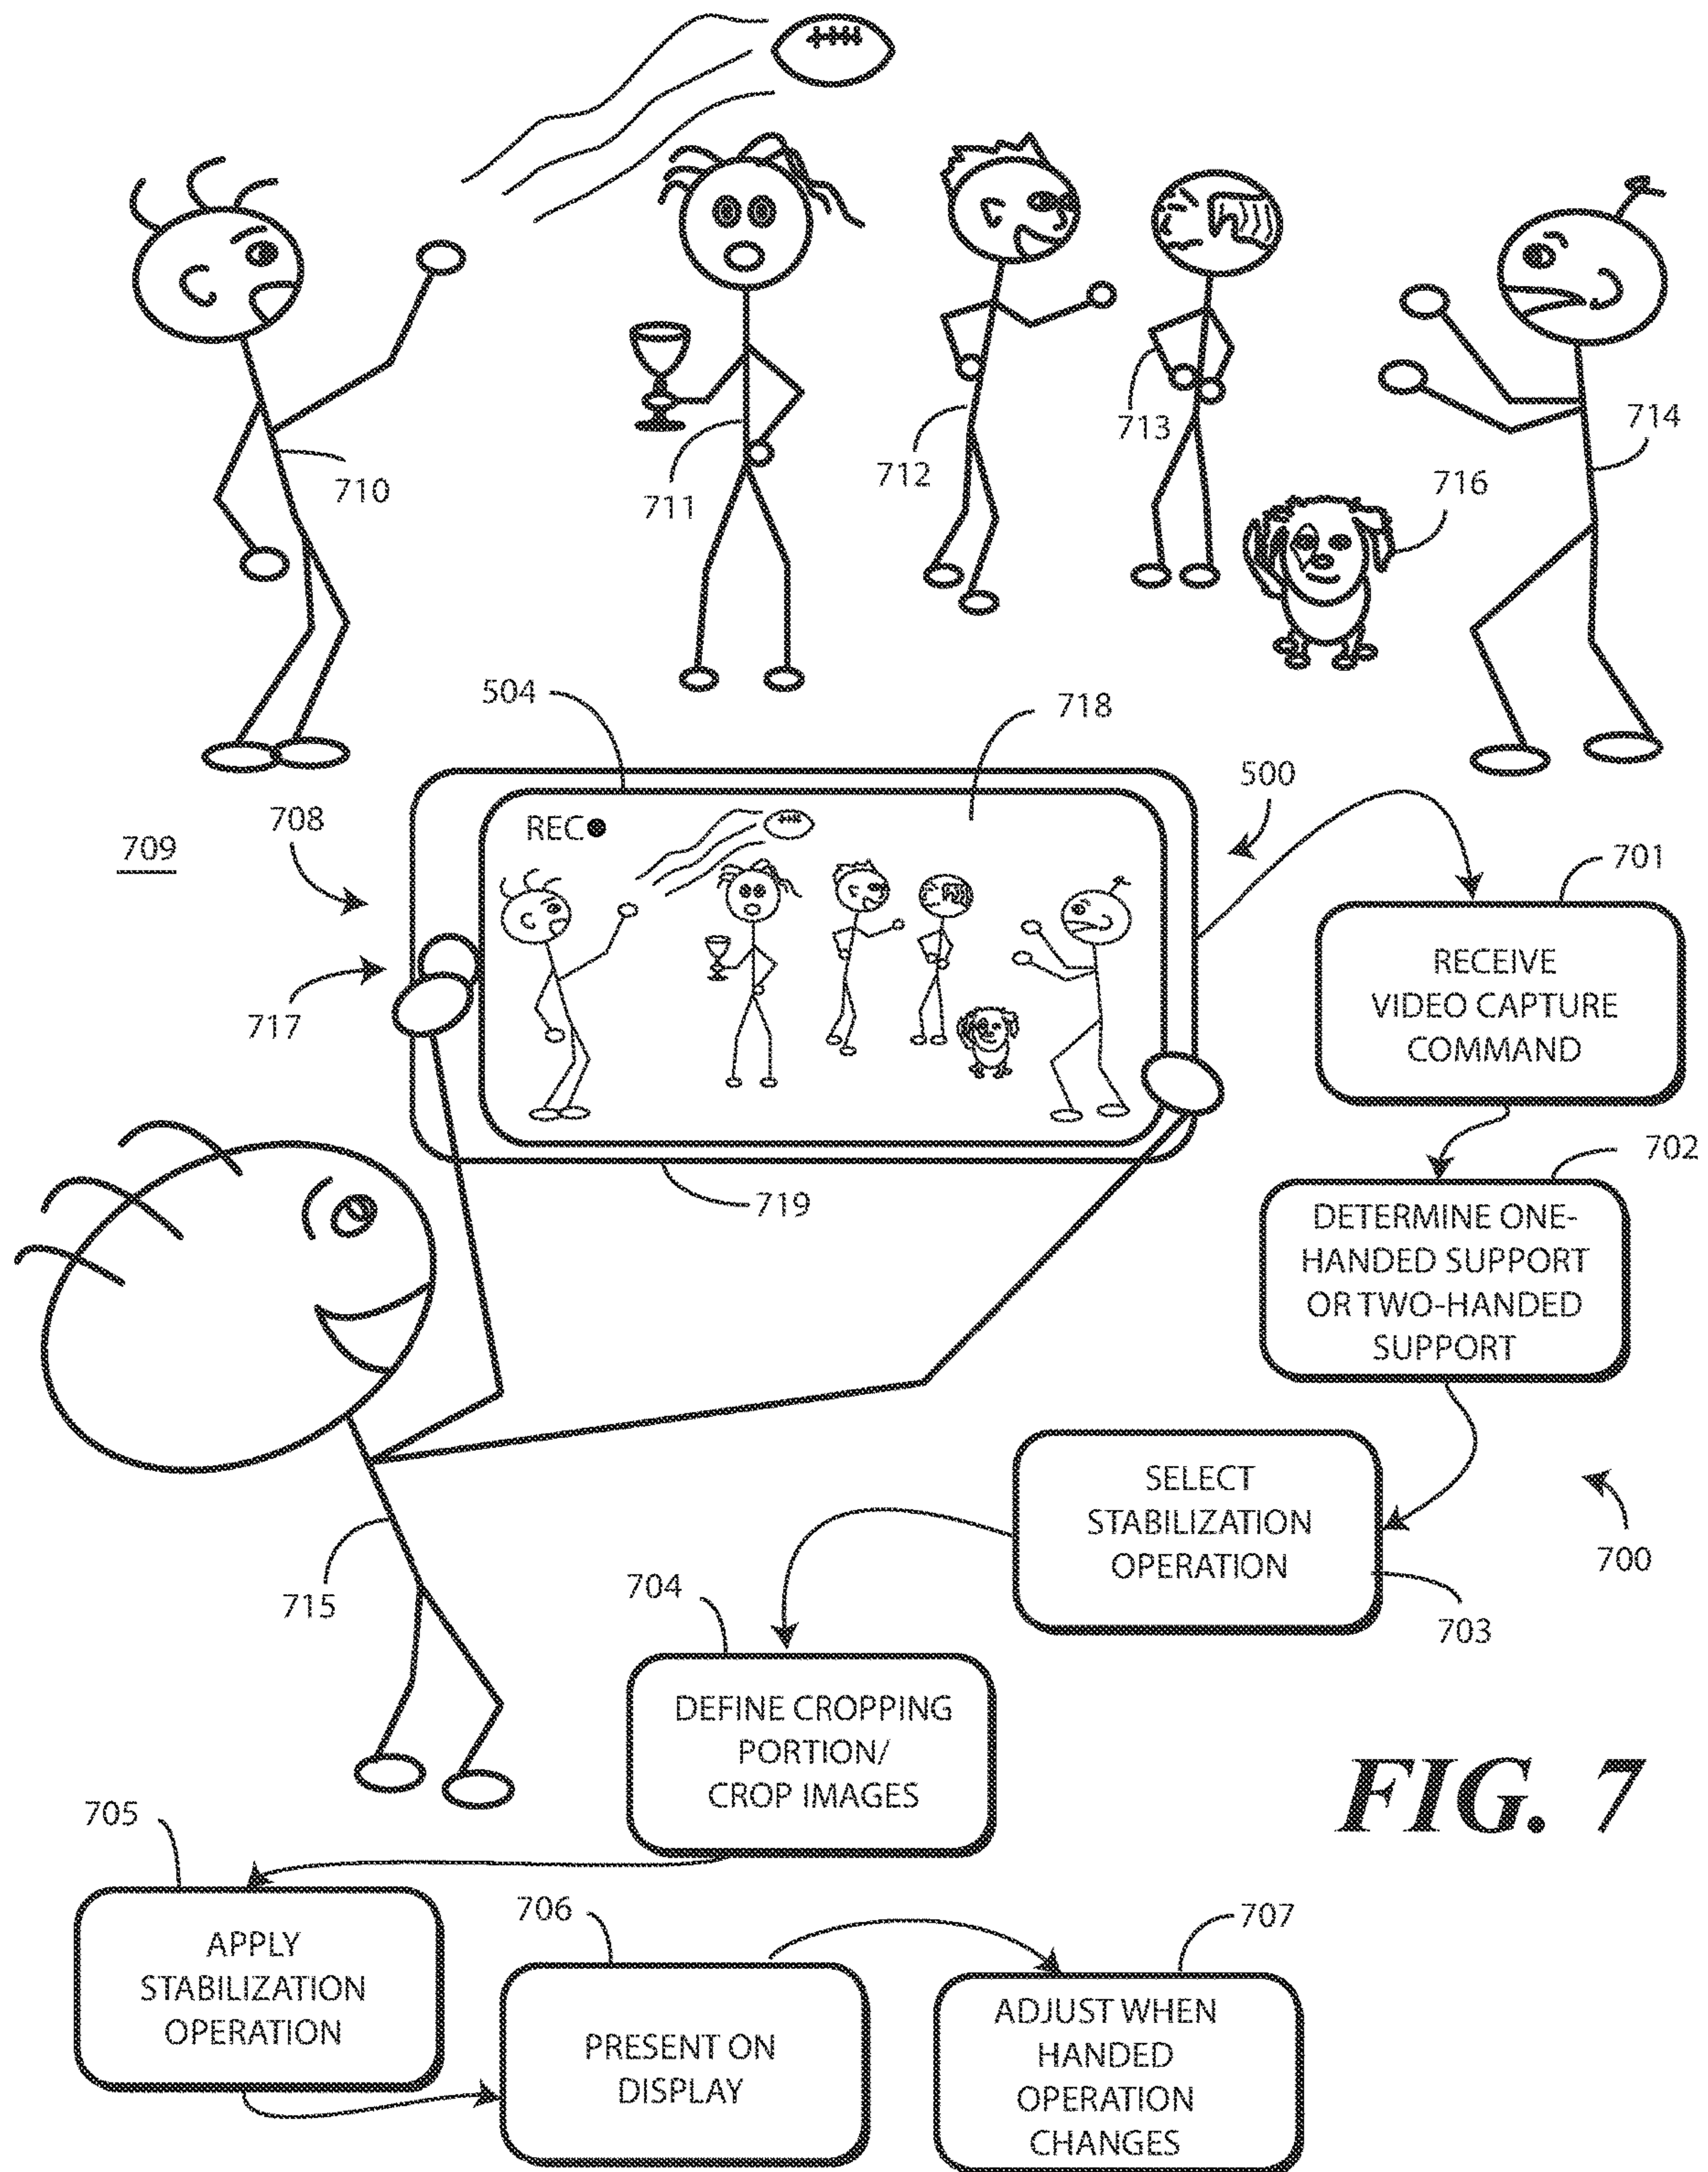 710
711
712
713
714
716
504
718
500
708
709
REC
717
701
RECEIVE
VIDEO CAPTURE
COMMAND
702
719
DETERMINE ONE-
HANDED SUPPORT
OR TWO-HANDED
SUPPORT
SELECT
STABILIZATION
OPERATION
700
703
715
704
DEFINE CROPPING
PORTION/
CROP IMAGES
FIG. 7
705
APPLY
STABILIZATION
OPERATION
706
PRESENT ON
DISPLAY
707
ADJUST WHEN
HANDED
OPERATION
CHANGES